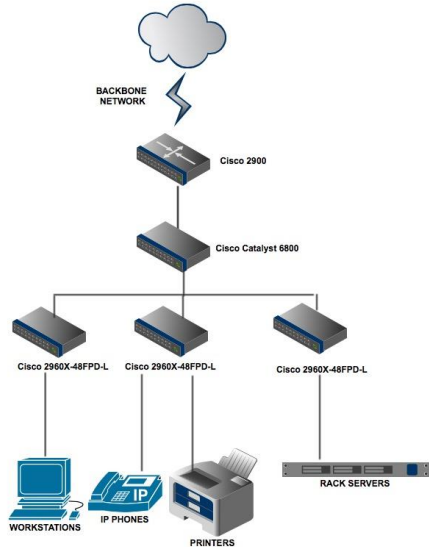 BACKBONE
NETWORK
Cisco 2900
Cisco Catalyst 6800
Cisco 2960X-48FPD-L
Cisco 2960X-48FPD-L
Cisco 2960X-48FPD-L
IP
WORKSTATIONS
IP PHONES
PRINTERS
RACK SERVERS